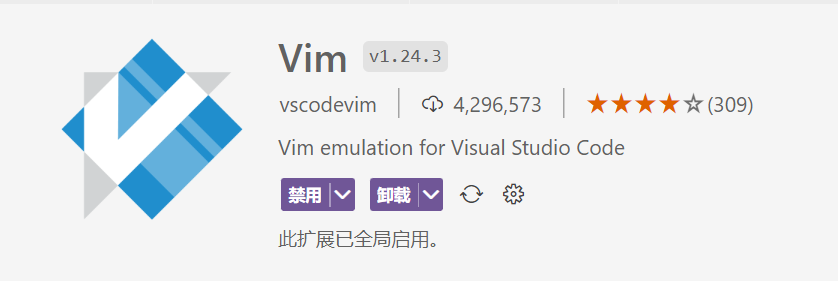 Vim v1.24.3
vscodevim 4,296,573 (309)
Vim emulation for Visual Studio Code
禁用 卸载
此扩展已全局启用。